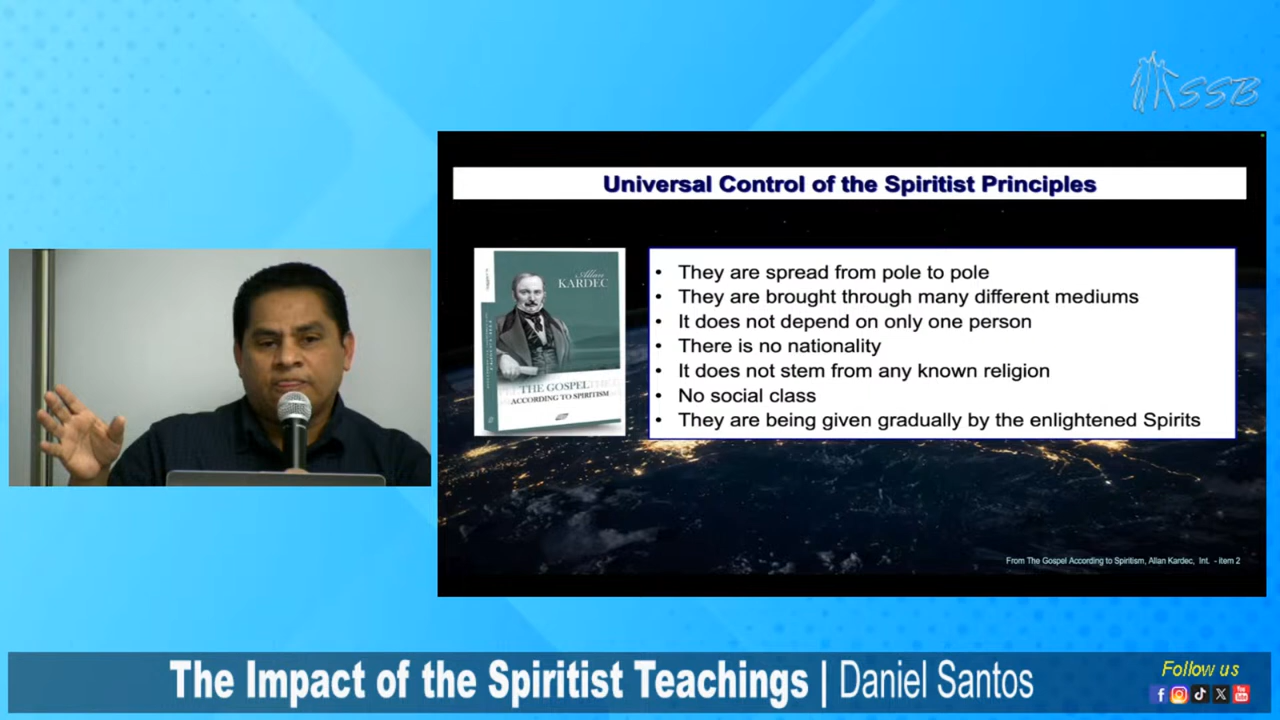 SSB
Universal Control of the Spiritist Principles
Allan
KARDEC
THE GOSPEL
ACCORDING TO SPIRITISM
• They are spread from pole to pole
• They are brought through many different mediums
• It does not depend on only one person
• There is no nationality
• It does not stem from any known religion
• No social class
• They are being given gradually by the enlightened Spirits
From The Gospel According to Spiritism, Allan Kardec, Int. - item 2
The Impact of the Spiritist Teachings | Daniel Santos
Follow us